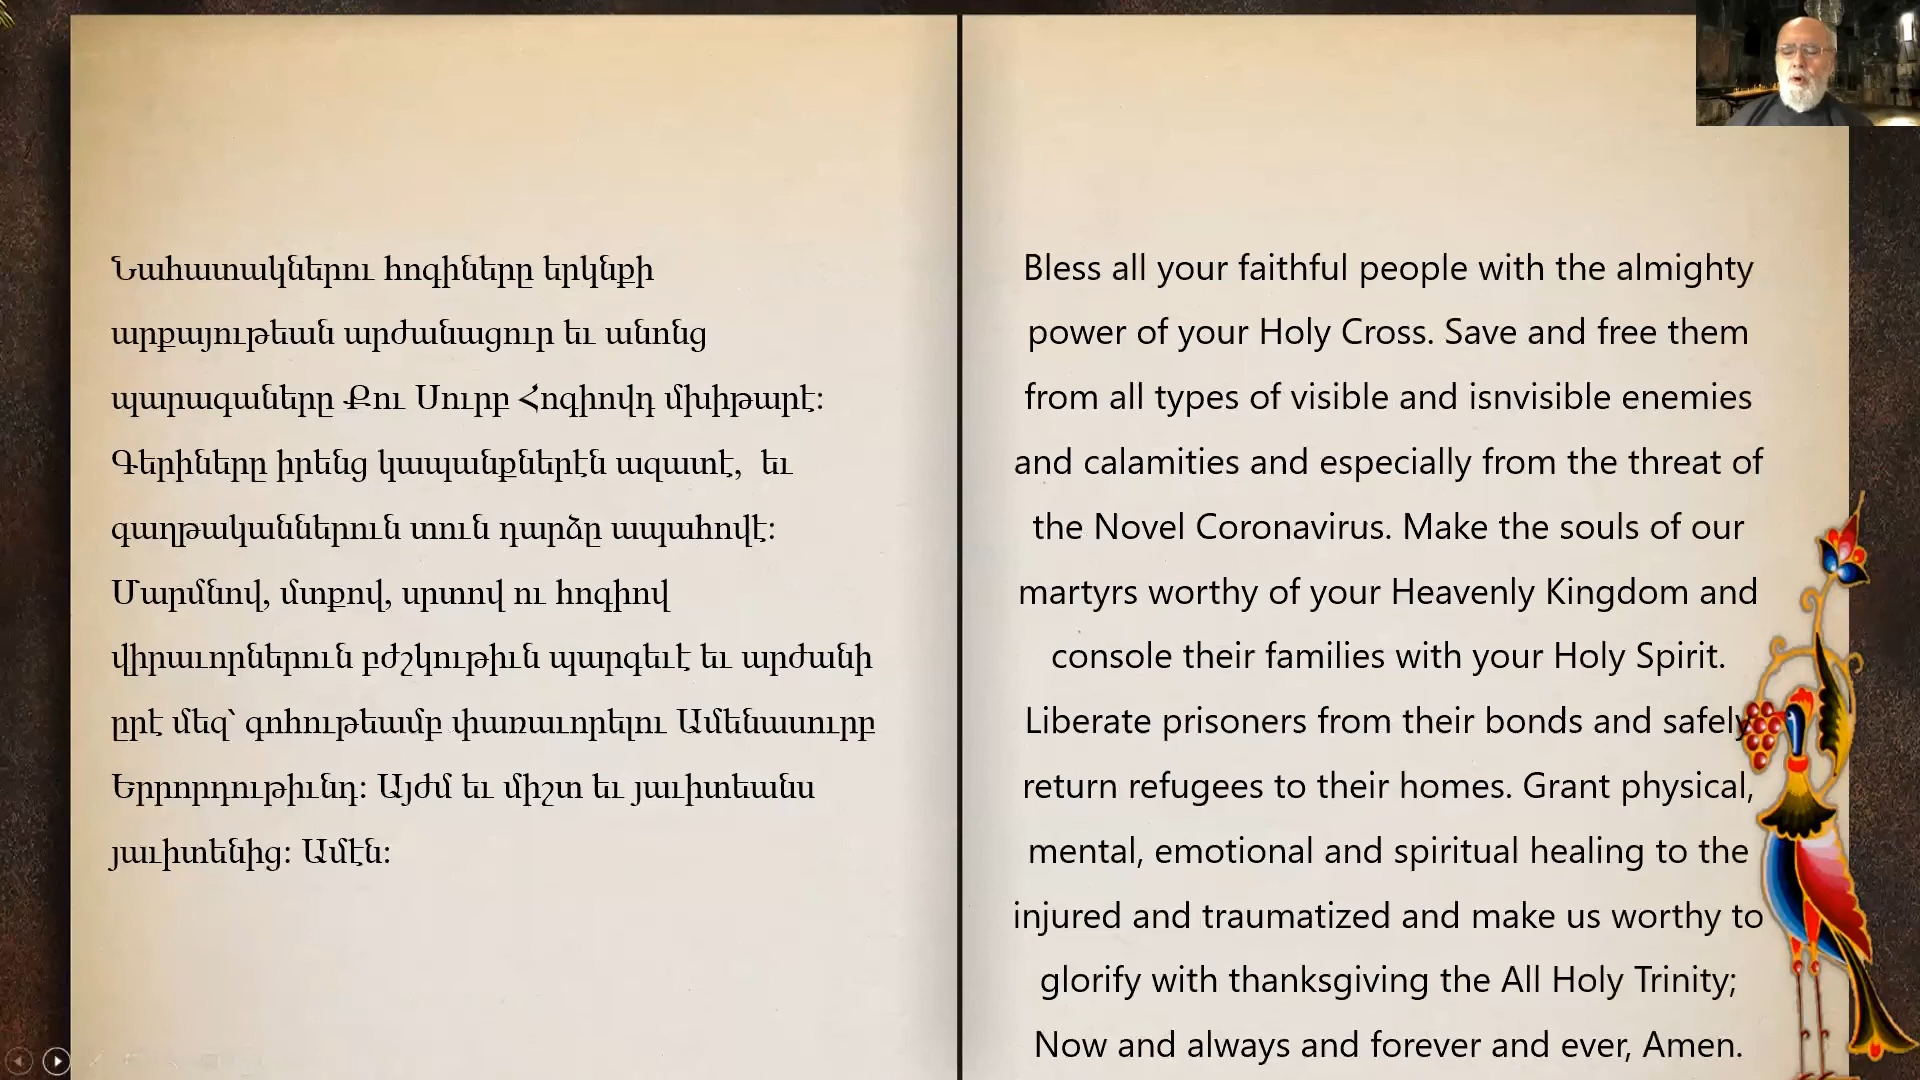 Նահատակներու հոգիները երկնքի
արքայութեան արժանացուր եւ անոնց
պարագաները Քու Սուրբ Հոգիովդ մխիթարէ:
Գերիները իրենց կապանքներէն ազատէ,  եւ
գաղթականներուն տուն դարձը ապահովէ:
Մարմնով, մտքով, սրտով ու հոգիով
վիրաւորներուն բժշկութիւն պարգեւէ եւ արժանի
ըրէ մեզ՝ գոհութեամբ փառաւորելու Ամենասուրբ
Երրորդութիւնդ: Այժմ եւ միշտ եւ յաւիտեանս
յաւիտենից: Ամէն:
Bless all your faithful people with the almighty
power of your Holy Cross. Save and free them
from all types of visible and isnvisible enemies
and calamities and especially from the threat of
the Novel Coronavirus. Make the souls of our
martyrs worthy of your Heavenly Kingdom and
console their families with your Holy Spirit.
Liberate prisoners from their bonds and safely
return refugees to their homes. Grant physical,
mental, emotional and spiritual healing to the
injured and traumatized and make us worthy to
glorify with thanksgiving the All Holy Trinity;
Now and always and forever and ever, Amen.